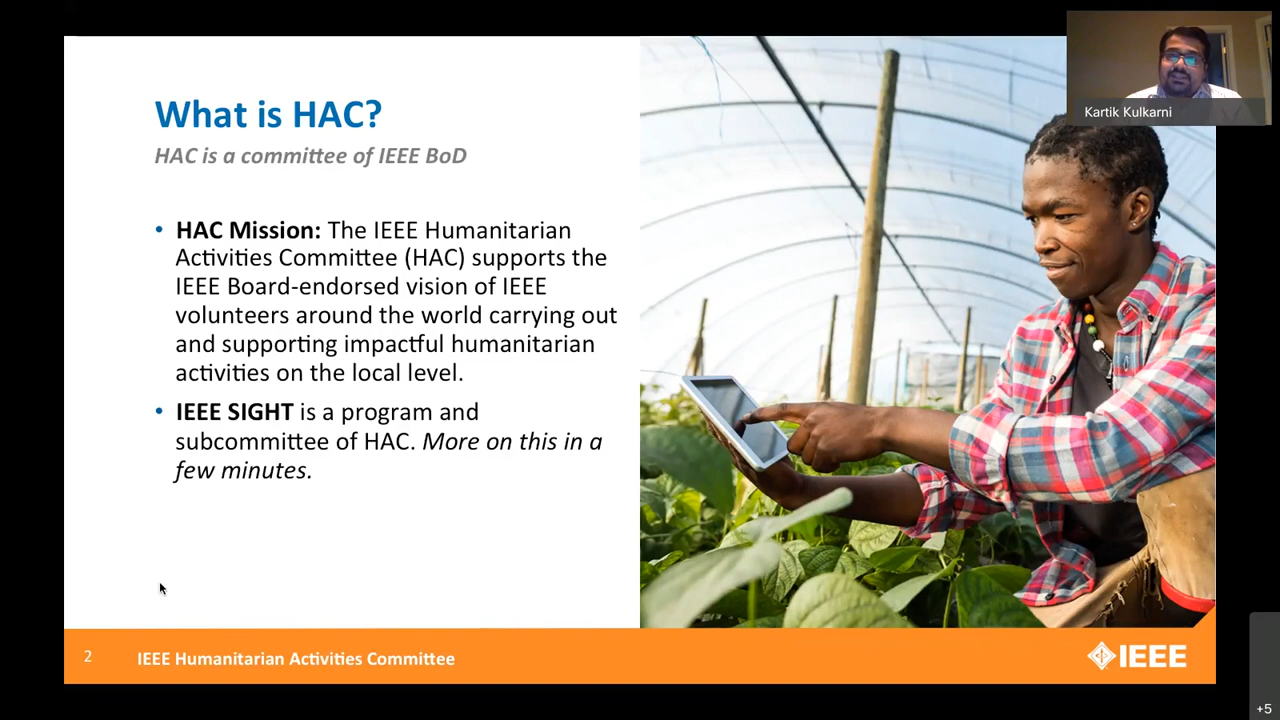 What is HAC?
HAC is a committee of IEEE BoD
• HAC Mission: The IEEE Humanitarian
Activities Committee (HAC) supports the
IEEE Board-endorsed vision of IEEE
volunteers around the world carrying out
and supporting impactful humanitarian
activities on the local level.
• IEEE SIGHT is a program and
subcommittee of HAC. More on this in a
few minutes.
Kartik Kulkarni
2
IEEE Humanitarian Activities Committee
IEEE
+5